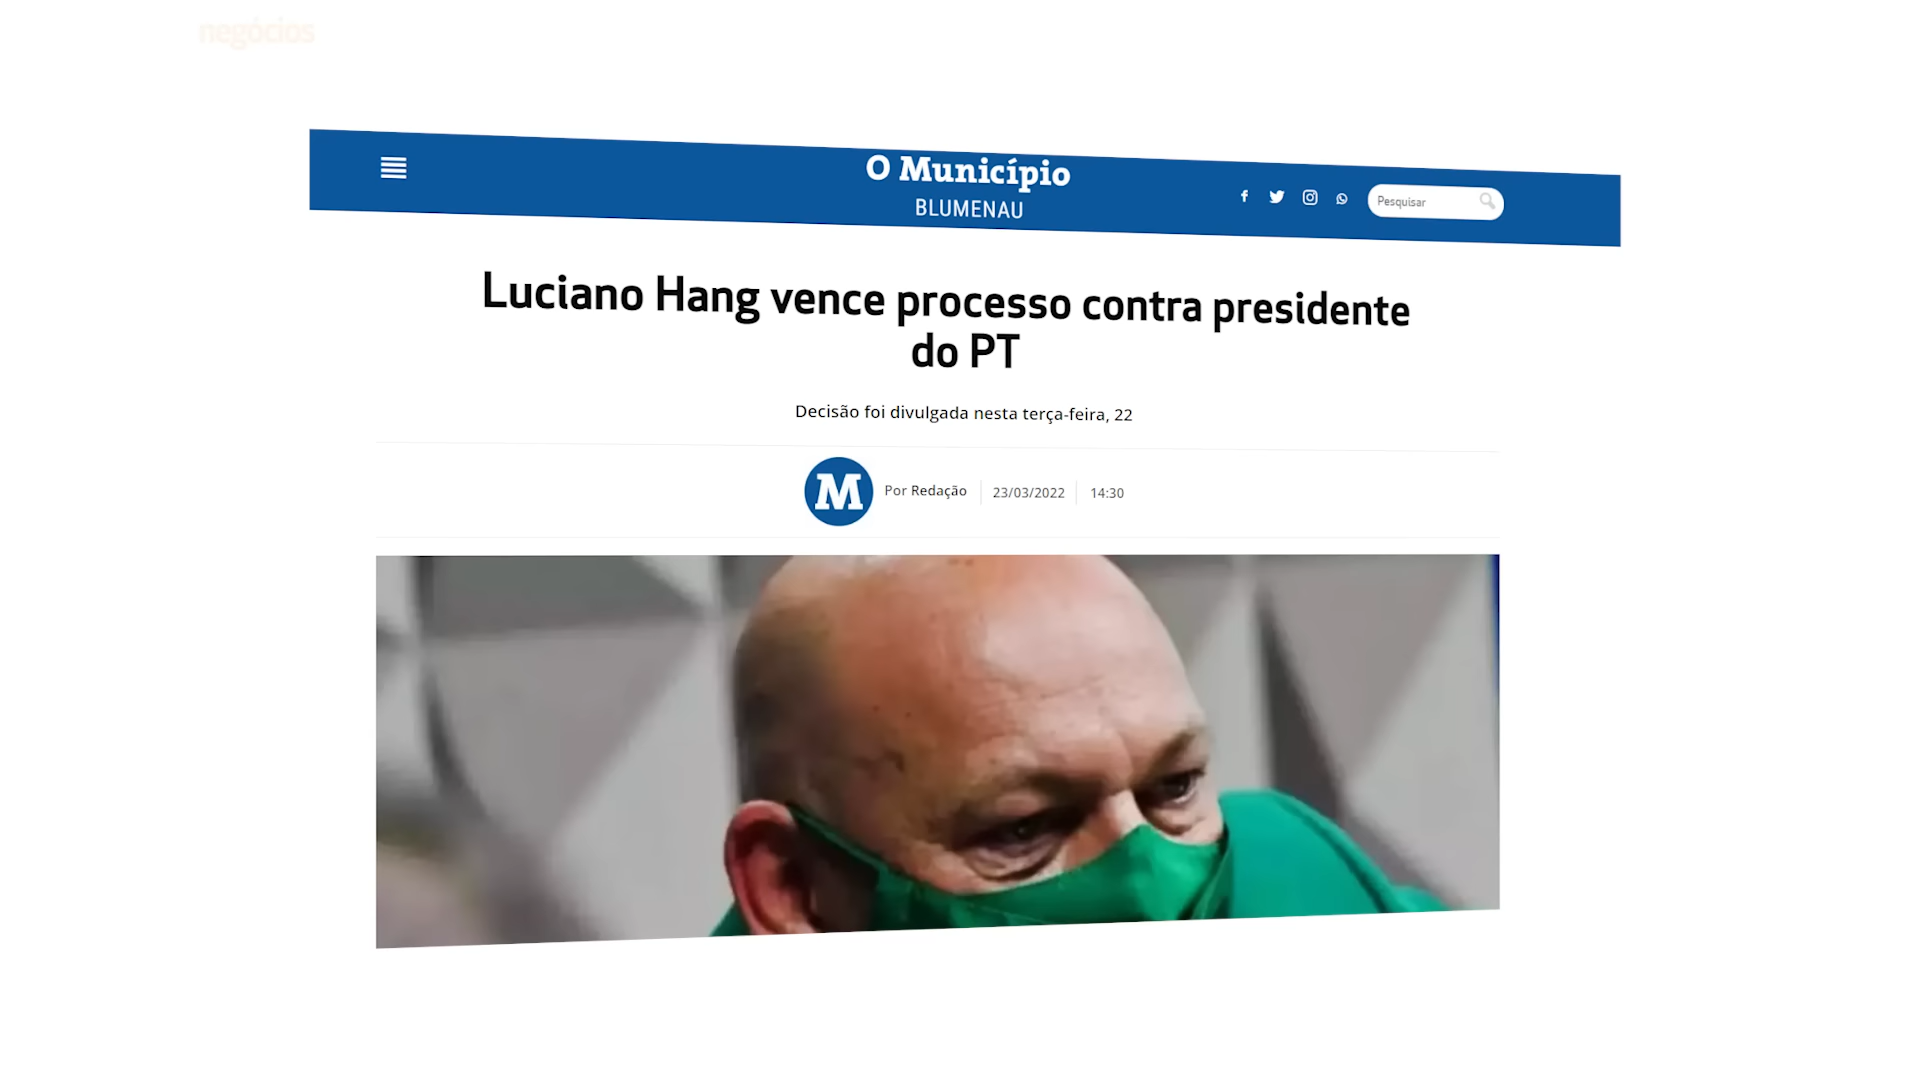 negócios
O Município
BLUMENAU
Pesquisar
Luciano Hang vence processo contra presidente
do PT
Decisão foi divulgada nesta terça-feira, 22
M
Por Redação
23/03/2022
14:30